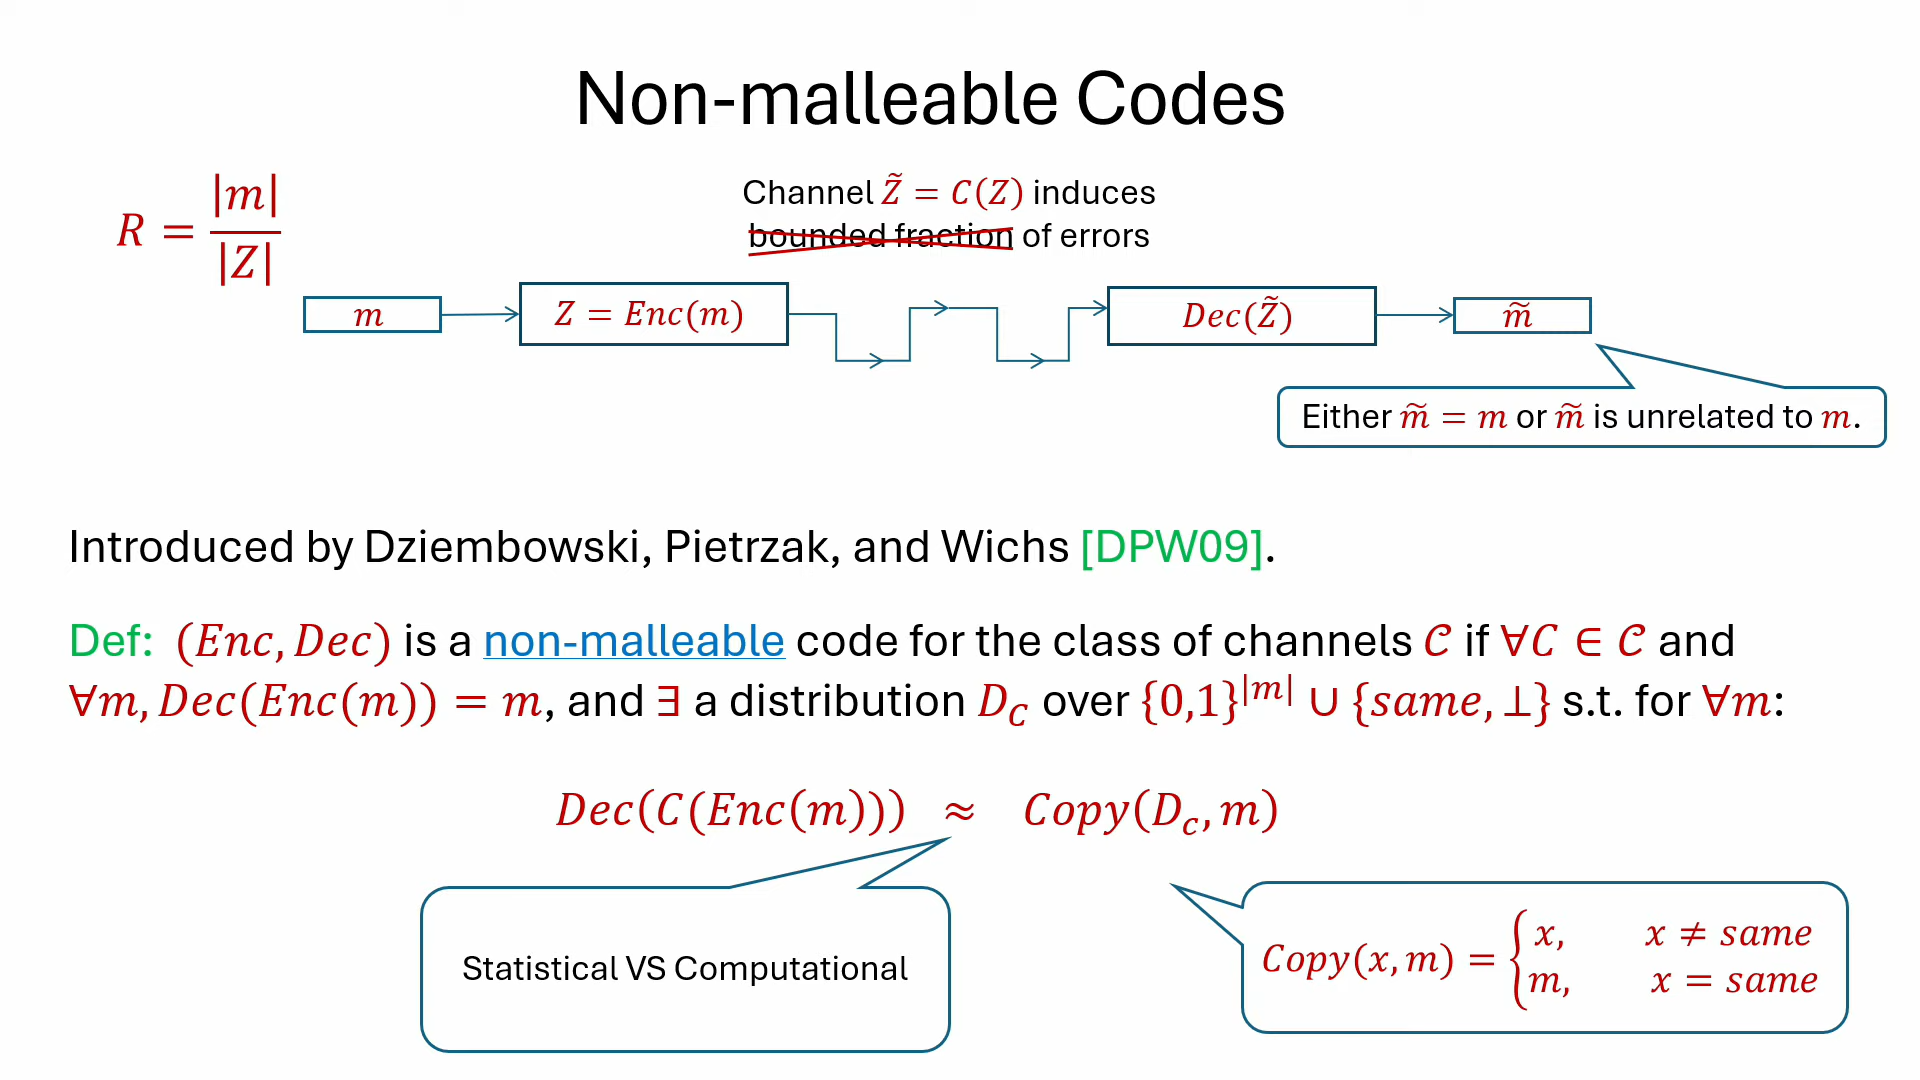 Non-malleable Codes
R = |m| / |Z|
Channel Z̃ = C(Z) induces
bounded fraction of errors
m
Z = Enc(m)
Dec(Z̃)
m̃
Either m̃ = m or m̃ is unrelated to m.
Introduced by Dziembowski, Pietrzak, and Wichs [DPW09].
Def: (Enc, Dec) is a non-malleable code for the class of channels 𝒞 if ∀C ∈ 𝒞 and
∀m, Dec(Enc(m)) = m, and ∃ a distribution D_C over {0,1}^|m| ∪ {same, ⊥} s.t. for ∀m:
Dec(C(Enc(m))) ≈ Copy(D_c, m)
Statistical VS Computational
Copy(x, m) = { x, x ≠ same
m, x = same